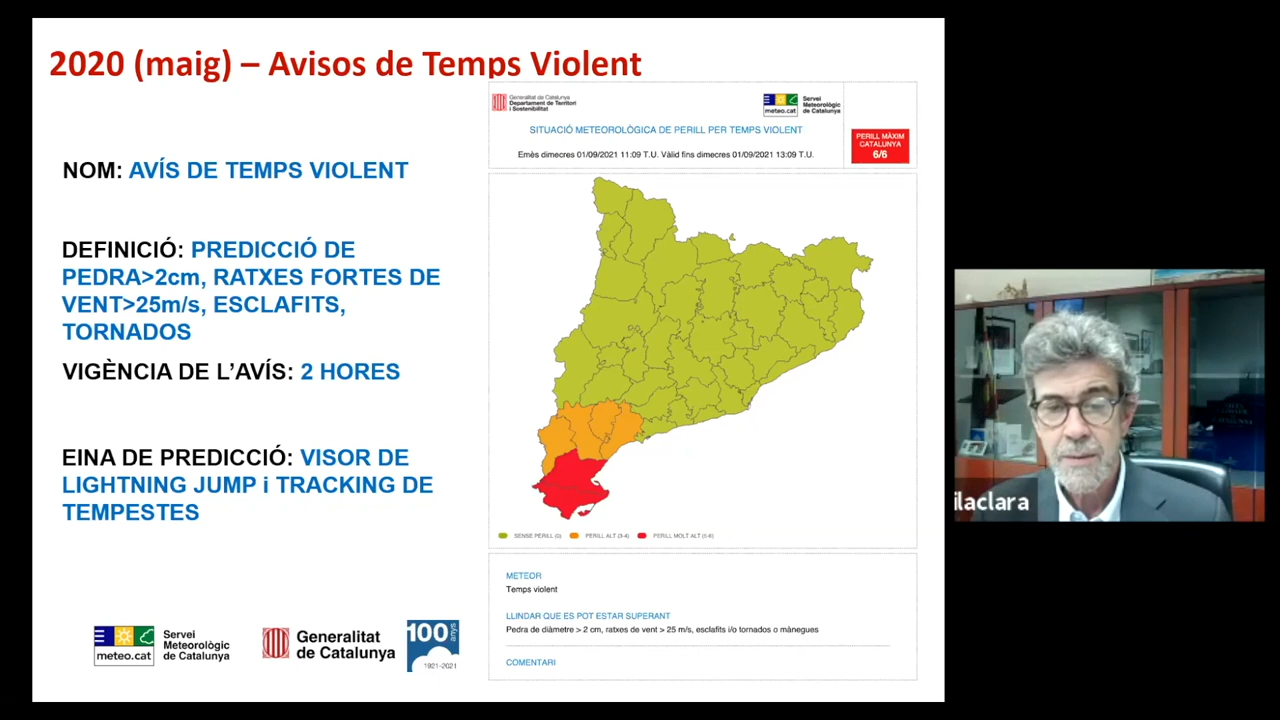 2020 (maig) – Avisos de Temps Violent
NOM: AVÍS DE TEMPS VIOLENT
DEFINICIÓ: PREDICCIÓ DE
PEDRA>2cm, RATXES FORTES DE
VENT>25m/s, ESCLAFITS,
TORNADOS
VIGÈNCIA DE L’AVÍS: 2 HORES
EINA DE PREDICCIÓ: VISOR DE
LIGHTNING JUMP i TRACKING DE
TEMPESTES
meteo.cat
Servei
Meteorològic
de Catalunya
Generalitat
de Catalunya
100 anys
1921-2021
Generalitat de Catalunya
Departament de Territori
i Sostenibilitat
meteo.cat
Servei
Meteorològic
de Catalunya
SITUACIÓ METEOROLÒGICA DE PERILL PER TEMPS VIOLENT
Emès dimecres 01/09/2021 11:09 T.U. Vàlid fins dimecres 01/09/2021 13:09 T.U.
PERILL MÀXIM
CATALUNYA
6/6
SENSE PERILL (0) PERILL ALT (3-4) PERILL MOLT ALT (5-6)
METEOR
Temps violent
LLINDAR QUE ES POT ESTAR SUPERANT
Pedra de diàmetre > 2 cm, ratxes de vent > 25 m/s, esclafits i/o tornados o mànegues
COMENTARI
ilaclara